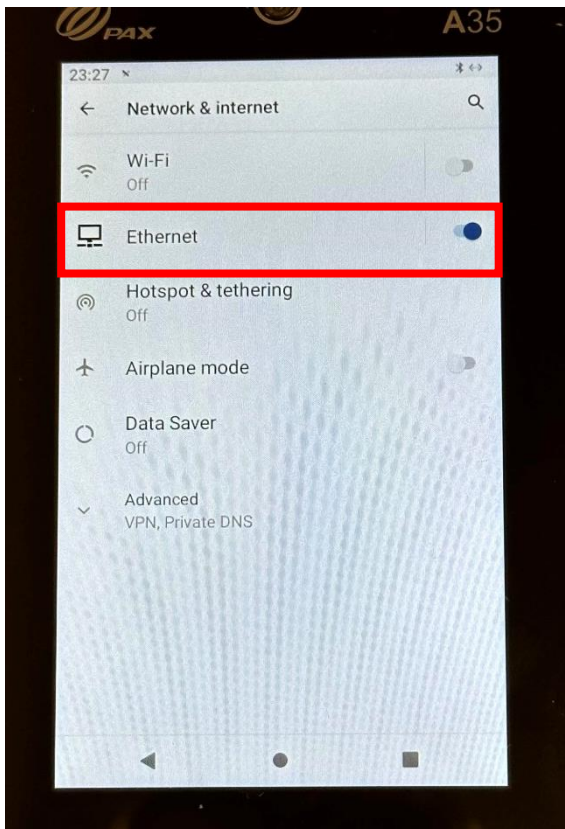 PAX
A35
23:27
Network & internet
Wi-Fi
Off
Ethernet
Hotspot & tethering
Off
Airplane mode
Data Saver
Off
Advanced
VPN, Private DNS